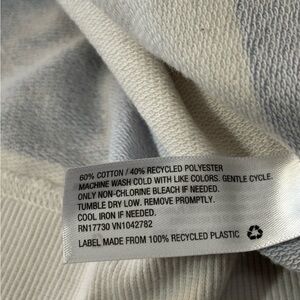 60% COTTON / 40% RECYCLED POLYESTER
MACHINE WASH COLD WITH LIKE COLORS. GENTLE CYCLE.
ONLY NON-CHLORINE BLEACH IF NEEDED.
TUMBLE DRY LOW. REMOVE PROMPTLY.
COOL IRON IF NEEDED.
RN17730 VN1042782
LABEL MADE FROM 100% RECYCLED PLASTIC